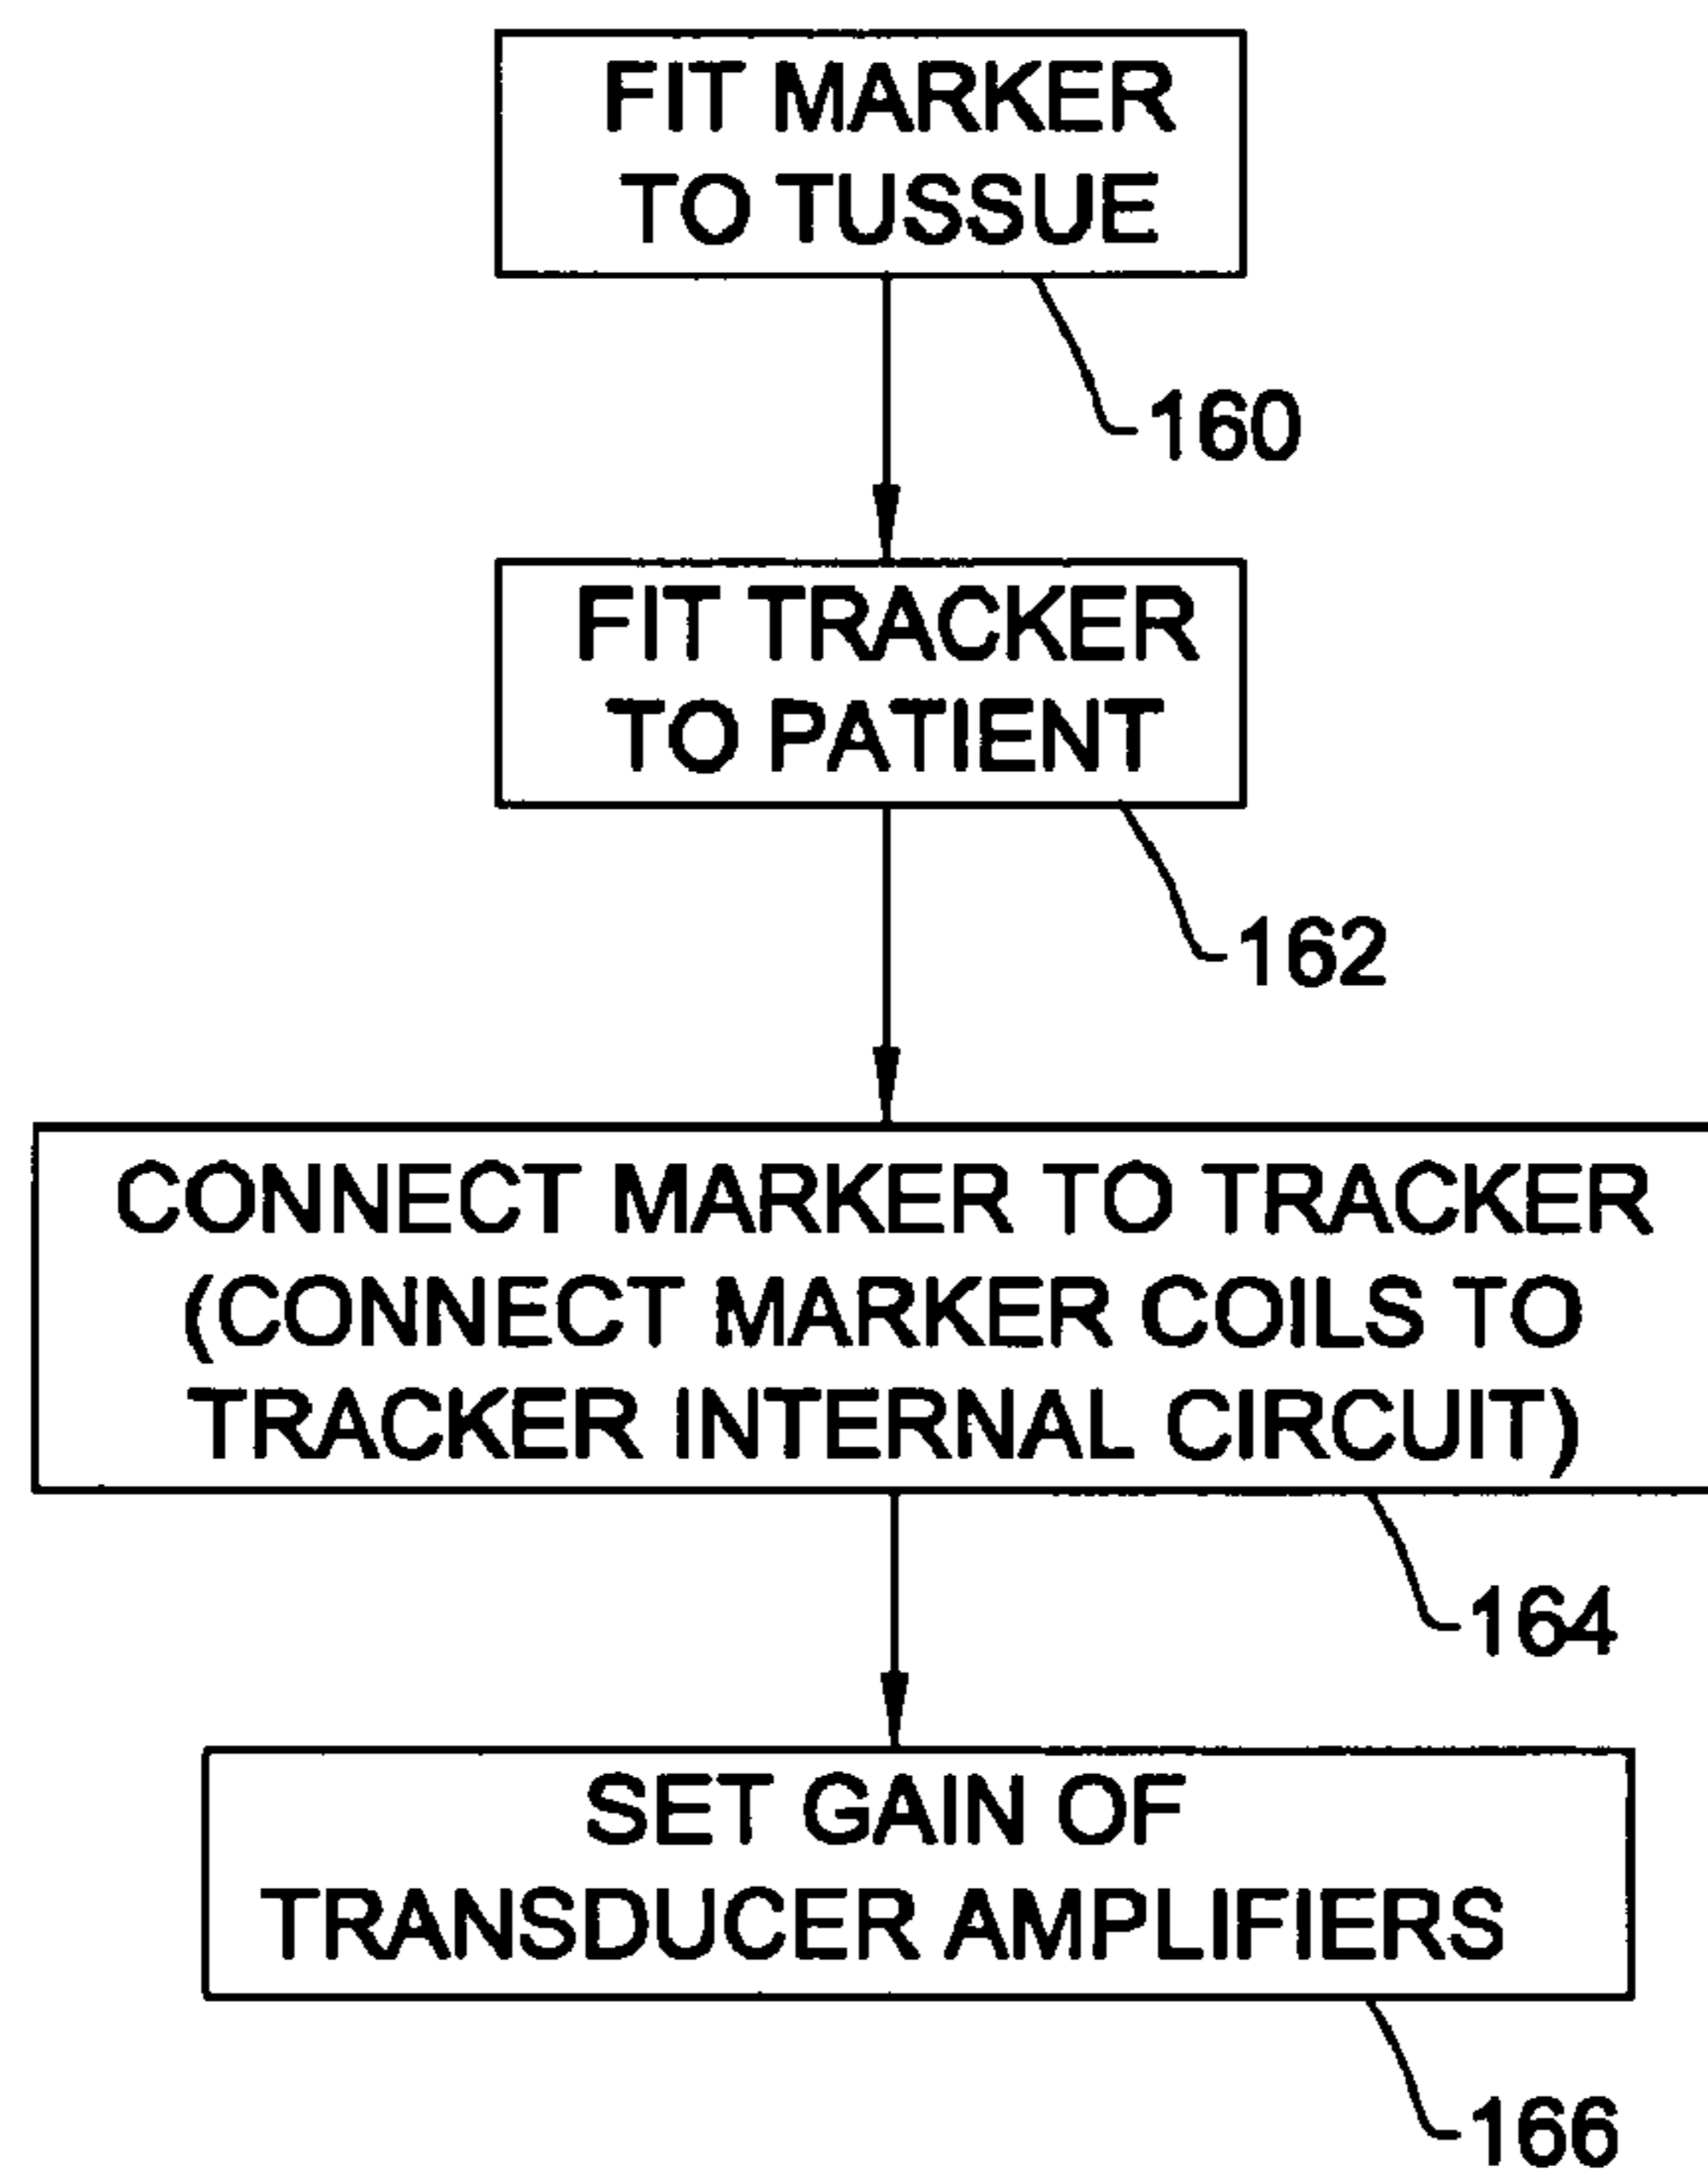 FIT MARKER
TO TUSSUE
160
FIT TRACKER
TO PATIENT
162
CONNECT MARKER TO TRACKER
(CONNECT MARKER COILS TO
TRACKER INTERNAL CIRCUIT)
164
SET GAIN OF
TRANSDUCER AMPLIFIERS
166